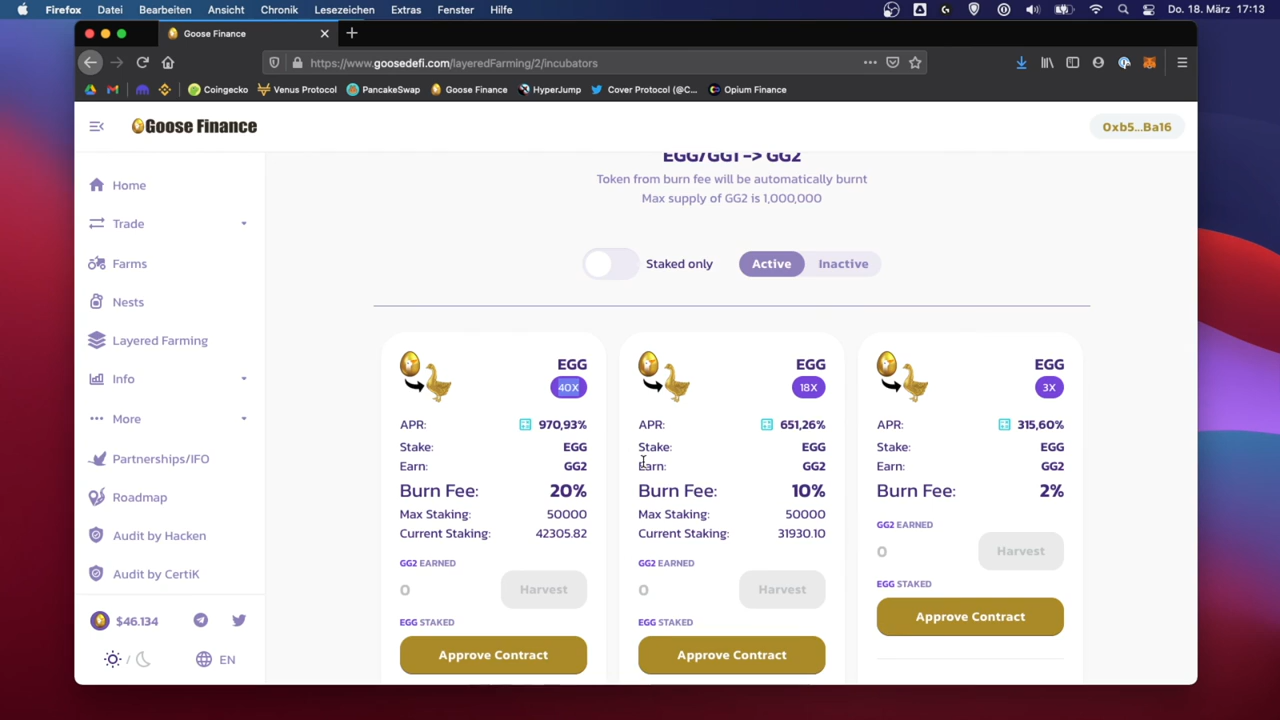 Firefox Datei Bearbeiten Ansicht Chronik Lesezeichen Extras Fenster Hilfe Do. 18. März 17:13
Goose Finance
https://www.goosedefi.com/layeredFarming/2/incubators
Coingecko Venus Protocol PancakeSwap Goose Finance HyperJump Cover Protocol (@C... Opium Finance
Goose Finance
0xb5...Ba16
Home
Trade
Farms
Nests
Layered Farming
Info
More
Partnerships/IFO
Roadmap
Audit by Hacken
Audit by CertiK
$46.134
EN
EGG/GG1 -> GG2
Token from burn fee will be automatically burnt
Max supply of GG2 is 1,000,000
Staked only Active Inactive
EGG
40X
APR: 970,93%
Stake: EGG
Earn: GG2
Burn Fee: 20%
Max Staking: 50000
Current Staking: 42305.82
GG2 EARNED
0 Harvest
EGG STAKED
Approve Contract
EGG
18X
APR: 651,26%
Stake: EGG
Earn: GG2
Burn Fee: 10%
Max Staking: 50000
Current Staking: 31930.10
GG2 EARNED
0 Harvest
EGG STAKED
Approve Contract
EGG
3X
APR: 315,60%
Stake: EGG
Earn: GG2
Burn Fee: 2%
GG2 EARNED
0 Harvest
EGG STAKED
Approve Contract